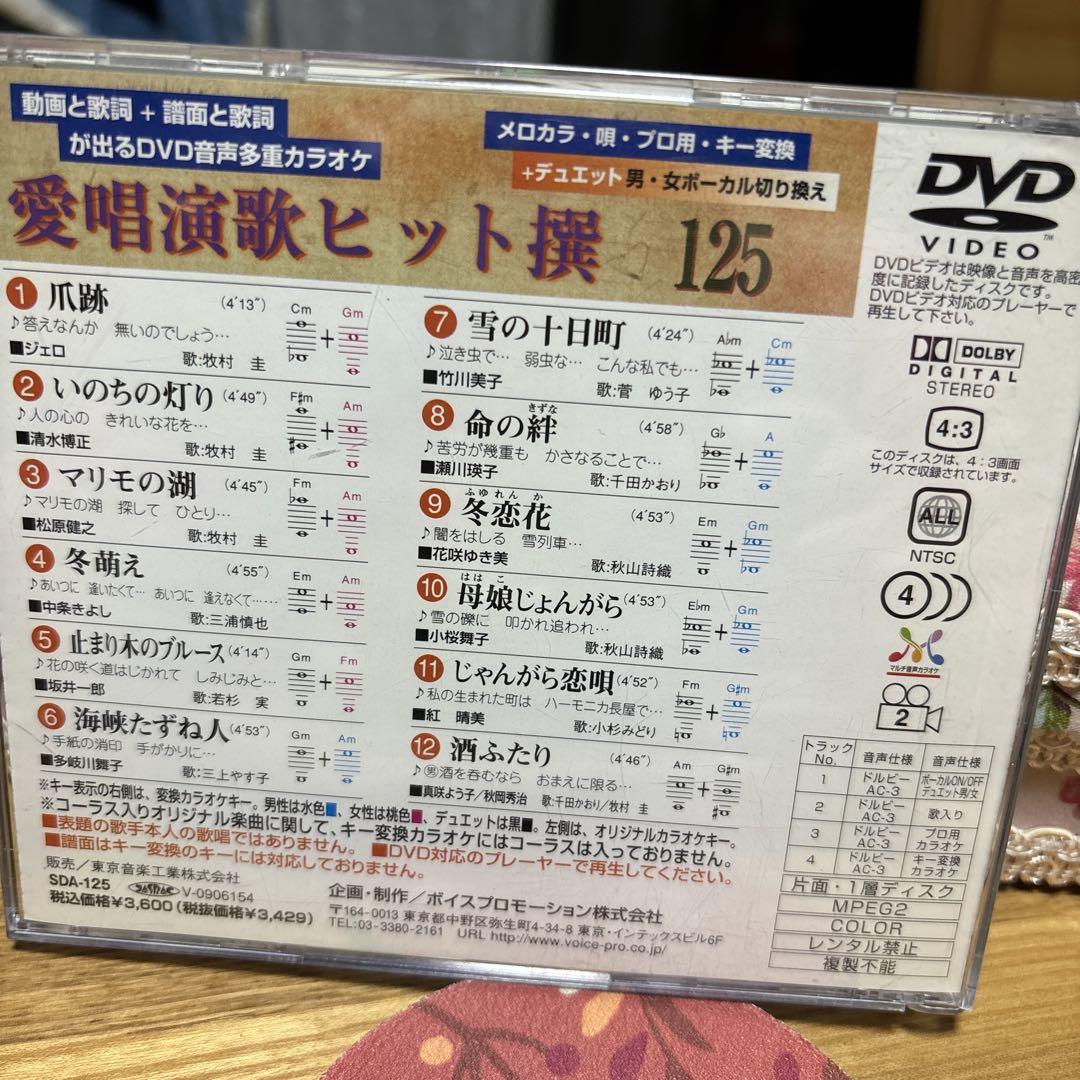 動画と歌詞 + 譜面と歌詞
が出るDVD音声多重カラオケ
メロカラ・唄・プロ用・キー変換
+デュエット 男・女ボーカル切り換え
愛唱演歌ヒット撰 125
1 爪跡 (4'13") Cm + Gm
♪答えなんか 無いのでしょう…
■ジェロ 歌:牧村 圭
2 いのちの灯り (4'49") F#m + Am
♪人の心の きれいな花を…
■清水博正 歌:牧村 圭
3 マリモの湖 (4'45") Fm + Am
♪マリモの湖 探して ひとり…
■松原健之 歌:牧村 圭
4 冬萌え (4'55") Em + Am
♪あいつに 逢いたくて… あいつに 逢えなくて……
■中条きよし 歌:三浦慎也
5 止まり木のブルース (4'14") Gm + Fm
♪花の咲く道はじかれて しみじみと…
■坂井一郎 歌:若杉 実
6 海峡たずね人 (4'53") Gm + Am
♪手紙の消印 手がかりに…
■多岐川舞子 歌:三上やす子
7 雪の十日町 (4'24") A♭m + Cm
♪泣き虫で… 弱虫な… こんな私でも…
■竹川美子 歌:菅 ゆう子
8 命の絆 きずな (4'58") G♭ + A
♪苦労が幾重も かさなることで…
■瀬川瑛子 歌:千田かおり
9 冬恋花 ふゆれんか (4'53") Em + Gm
♪闇をはしる 雪列車…
■花咲ゆき美 歌:秋山詩織
10 母娘じょんがら ははこ (4'53") E♭m + Gm
♪雪の礫に 叩かれ追われ…
■小桜舞子 歌:秋山詩織
11 じゃんがら恋唄 (4'52") Fm + G#m
♪私の生まれた町は ハーモニカ長屋で…
■紅 晴美 歌:小杉みどり
12 酒ふたり (4'46") Am + G#m
♪男酒を呑むなら おまえに限る…
■真咲よう子/秋岡秀治 歌:千田かおり/牧村 圭
※キー表示の右側は、変換カラオケキー。男性は水色■、女性は桃色■、デュエットは黒■。左側は、オリジナルカラオケキー。
※コーラス入りオリジナル楽曲に関して、キー変換カラオケにはコーラスは入っておりません。
■表題の歌手本人の歌唱ではありません。 ■DVD対応のプレーヤーで再生してください。
■譜面はキー変換のキーには対応しておりません。
販売/東京音楽工業株式会社
SDA-125 JASRAC V-0906154
税込価格¥3,600(税抜価格¥3,429)
企画・制作/ボイスプロモーション株式会社
〒164-0013 東京都中野区弥生町4-34-8 東京・インテックスビル6F
TEL:03-3380-2161 URL http://www.voice-pro.co.jp/
DVD
VIDEO™
DVDビデオは映像と音声を高密
度に記録したディスクです。
DVDビデオ対応のプレーヤーで
再生して下さい。
DOLBY
DIGITAL
STEREO
4:3
このディスクは、4:3画面
サイズで収録されています。
ALL
NTSC
4
マルチ音声カラオケ
2
トラックNo. 音声仕様 音声仕様
1 ドルビーAC-3 ボーカルON/OFF デュエット男/女
2 ドルビーAC-3 歌入り
3 ドルビーAC-3 プロ用カラオケ
4 ドルビーAC-3 キー変換カラオケ
片面・1層ディスク
MPEG2
COLOR
レンタル禁止
複製不能